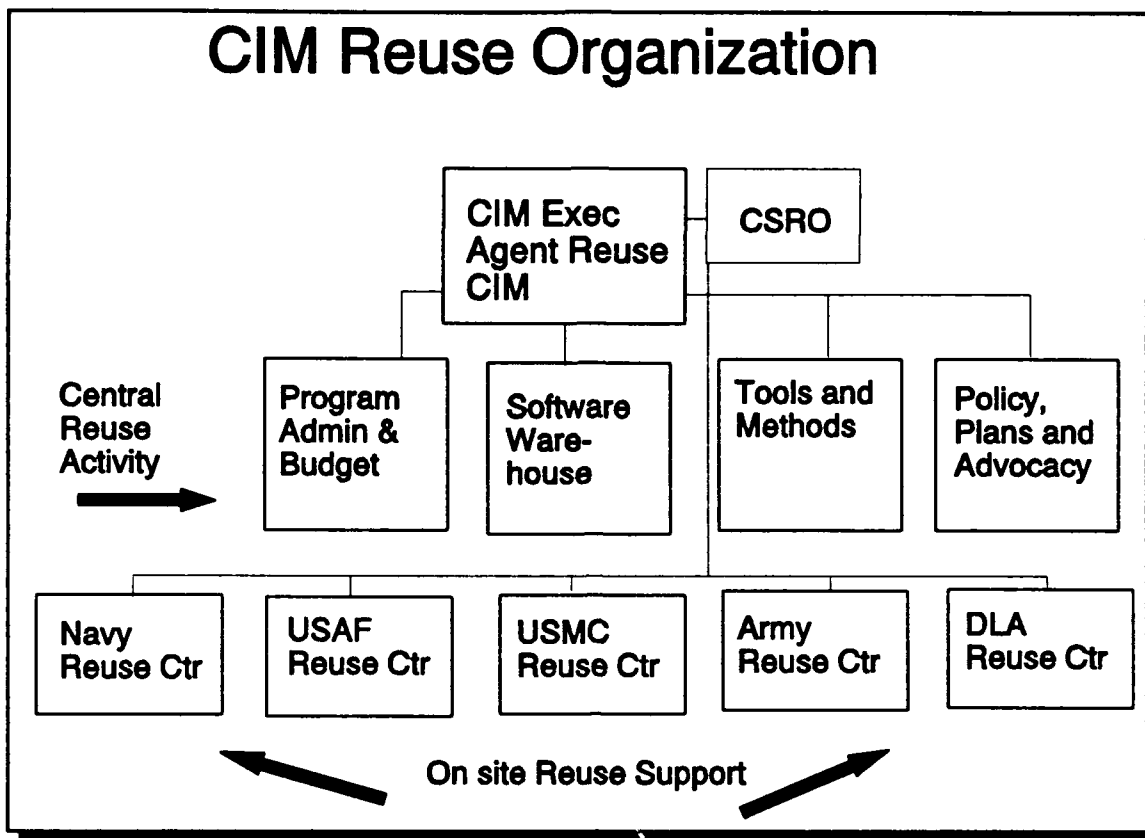 CIM Reuse Organization
CIM Exec
Agent Reuse
CIM
CSRO
Central
Reuse
Activity
Program
Admin &
Budget
Software
Ware-
house
Tools and
Methods
Policy,
Plans and
Advocacy
Navy
Reuse Ctr
USAF
Reuse Ctr
USMC
Reuse Ctr
Army
Reuse Ctr
DLA
Reuse Ctr
On site Reuse Support